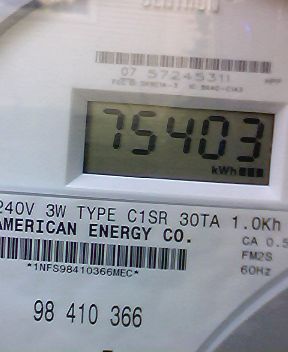 07 57245311
75403
kWh
240V 3W TYPE C1SR 30TA 1.0Kh
AMERICAN ENERGY CO.
CA 0.5
FM2S
60Hz
*1NFS98410366MEC*
98 410 366